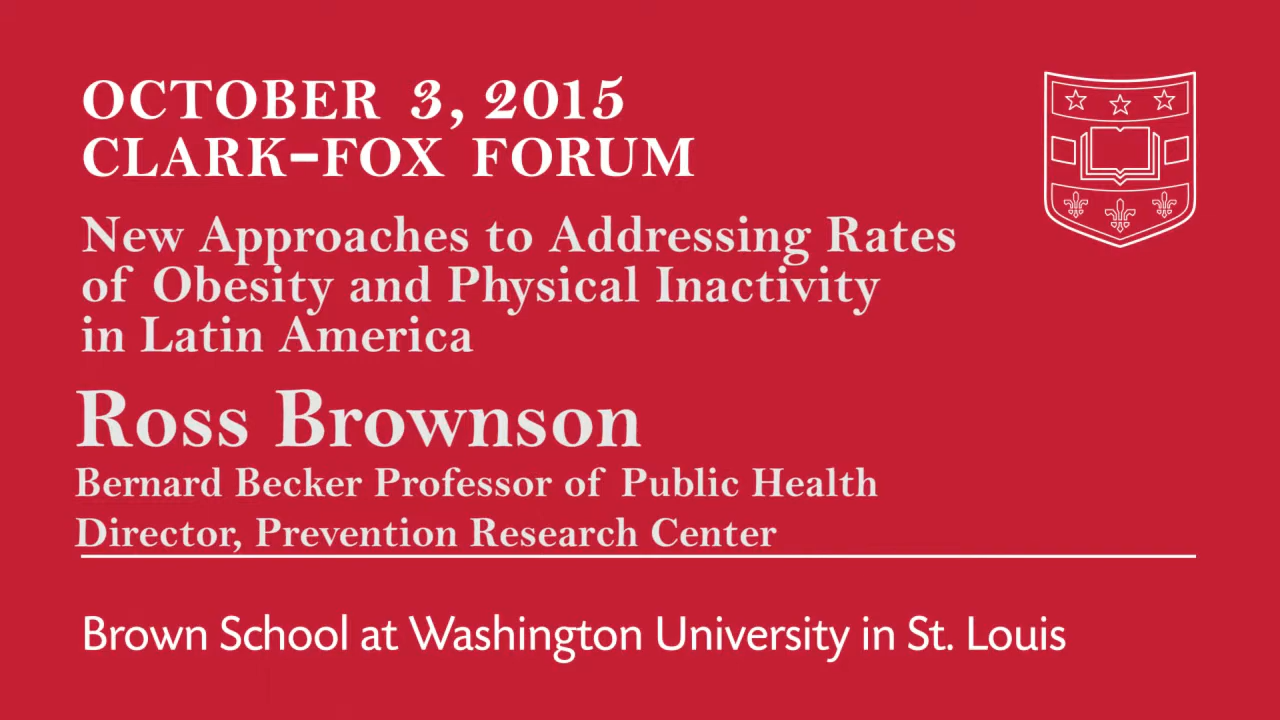 OCTOBER 3, 2015
CLARK–FOX FORUM
New Approaches to Addressing Rates
of Obesity and Physical Inactivity
in Latin America
Ross Brownson
Bernard Becker Professor of Public Health
Director, Prevention Research Center
Brown School at Washington University in St. Louis